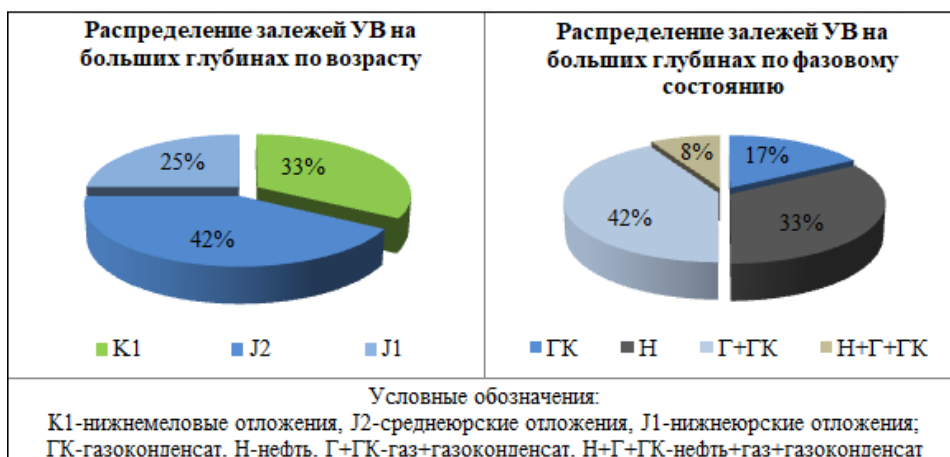 Распределение залежей УВ на
больших глубинах по возрасту
25%
33%
42%
K1
J2
J1
Распределение залежей УВ на
больших глубинах по фазовому
состоянию
8%
17%
42%
33%
ГК
Н
Г+ГК
Н+Г+ГК
Условные обозначения:
K1-нижнемеловые отложения, J2-среднеюрские отложения, J1-нижнеюрские отложения;
ГК-газоконденсат, Н-нефть, Г+ГК-газ+газоконденсат, Н+Г+ГК-нефть+газ+газоконденсат